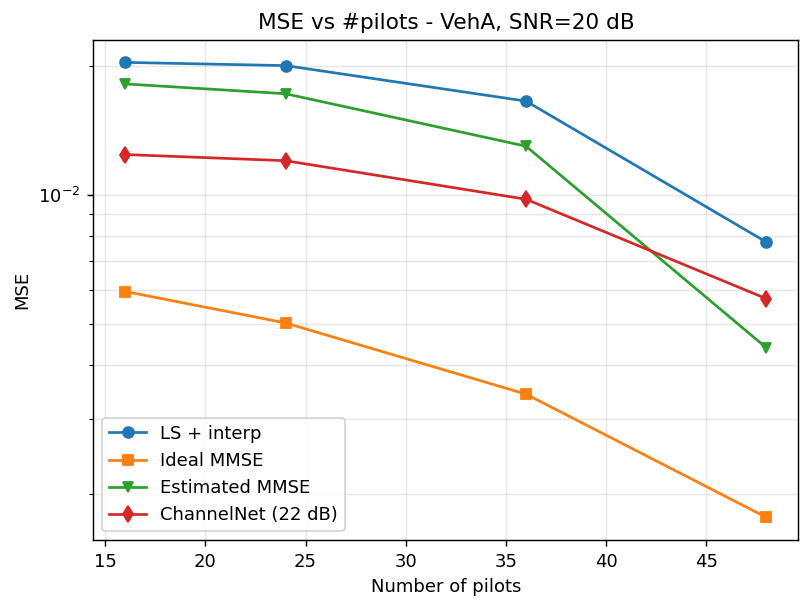 MSE vs #pilots - VehA, SNR=20 dB
MSE
10⁻²
LS + interp
Ideal MMSE
Estimated MMSE
ChannelNet (22 dB)
15 20 25 30 35 40 45
Number of pilots